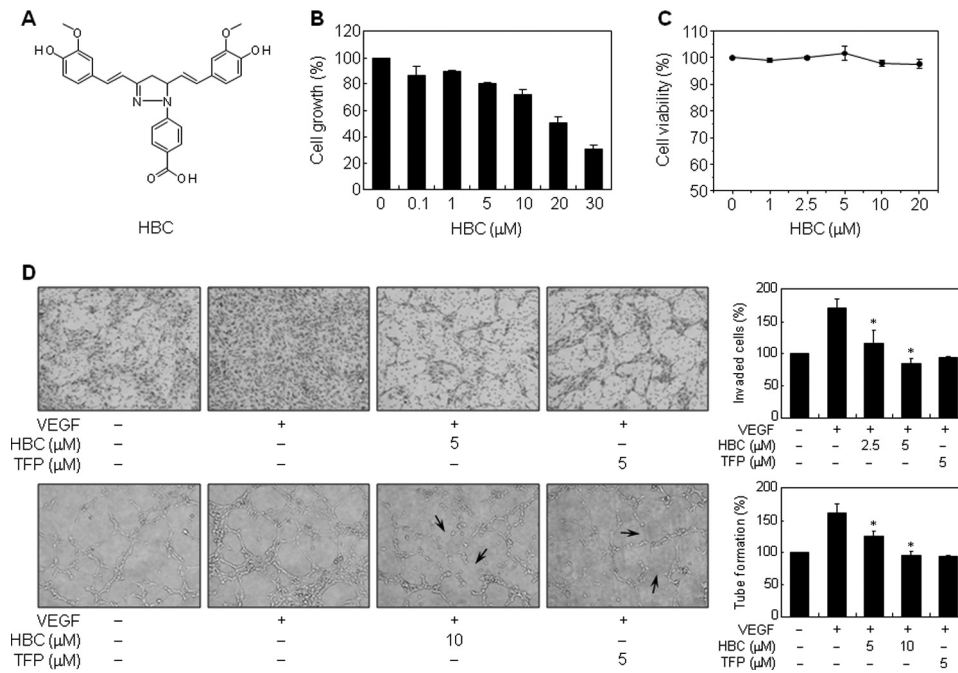 A
O
HO
O
OH
N
N
O
OH
HBC
B
120
100
80
60
40
20
0
Cell growth (%)
0 0.1 1 5 10 20 30
HBC (µM)
C
110
100
90
80
70
60
50
Cell viability (%)
0 1 2.5 5 10 20
HBC (µM)
D
VEGF – + + +
HBC (µM) – – 5 –
TFP (µM) – – – 5
200
150
100
50
0
Invaded cells (%)
* *
VEGF – + + + +
HBC (µM) – – 2.5 5 –
TFP (µM) – – – – 5
VEGF – + + +
HBC (µM) – – 10 –
TFP (µM) – – – 5
200
150
100
50
0
Tube formation (%)
* *
VEGF – + + + +
HBC (µM) – – 5 10 –
TFP (µM) – – – – 5